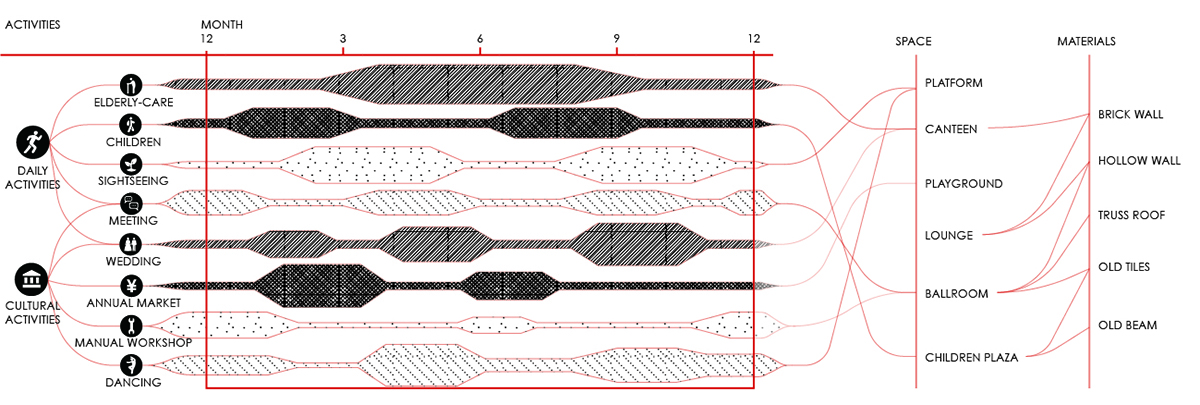 ACTIVITIES
MONTH
12
3
6
9
12
SPACE
MATERIALS
ELDERLY-CARE
CHILDREN
SIGHTSEEING
MEETING
WEDDING
ANNUAL MARKET
MANUAL WORKSHOP
DANCING
DAILY
ACTIVITIES
CULTURAL
ACTIVITIES
PLATFORM
CANTEEN
PLAYGROUND
LOUNGE
BALLROOM
CHILDREN PLAZA
BRICK WALL
HOLLOW WALL
TRUSS ROOF
OLD TILES
OLD BEAM